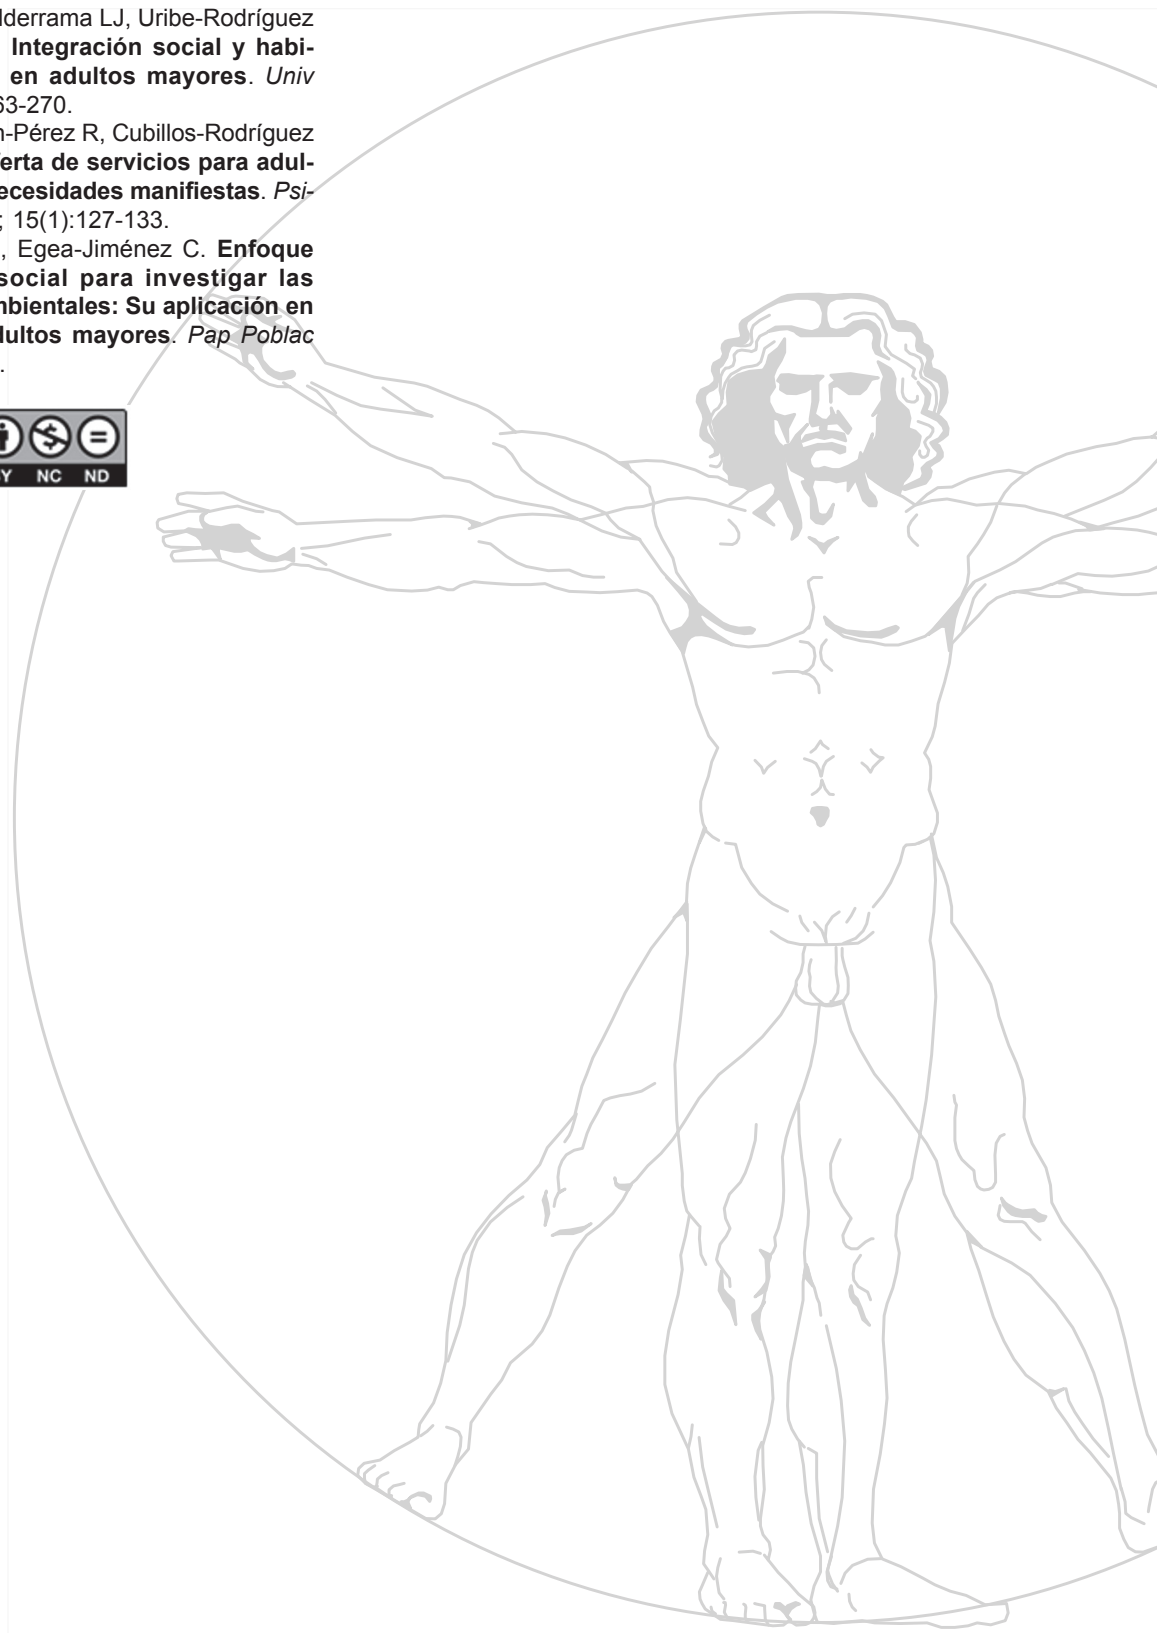 lderrama LJ, Uribe-Rodríguez
Integración social y habi-
en adultos mayores. Univ
63-270.
n-Pérez R, Cubillos-Rodríguez
erta de servicios para adul-
ecesidades manifiestas. Psi-
; 15(1):127-133.
, Egea-Jiménez C. Enfoque
social para investigar las
mbientales: Su aplicación en
dultos mayores. Pap Poblac
.
Y NC ND